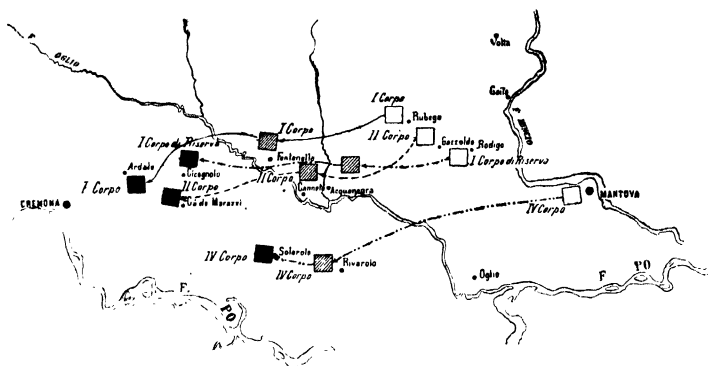 F.
OGLIO
Volta
Goito
F.
MINCIO
I Corpo
Rubego
II Corpo
I Corpo
Gazzoldo
Rodigo
I Corpo di Riserva
I Corpo di Riserva
Fontanella
Ardole
I Corpo
Cicognolo
II Corpo
II Corpo
Canneto
Acquanegra
Ca de Marozzi
CREMONA
MANTOVA
IV Corpo
IV Corpo
Solarolo
IV Corpo
Rivarolo
Oglio
F.
PO
F
PO